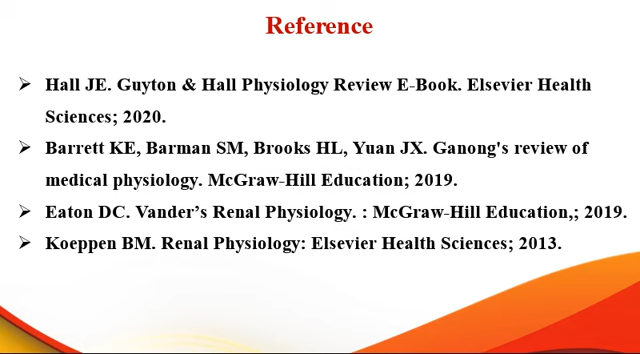 Reference
➢ Hall JE. Guyton & Hall Physiology Review E-Book. Elsevier Health
Sciences; 2020.
➢ Barrett KE, Barman SM, Brooks HL, Yuan JX. Ganong's review of
medical physiology. McGraw-Hill Education; 2019.
➢ Eaton DC. Vander’s Renal Physiology. : McGraw-Hill Education,; 2019.
➢ Koeppen BM. Renal Physiology: Elsevier Health Sciences; 2013.